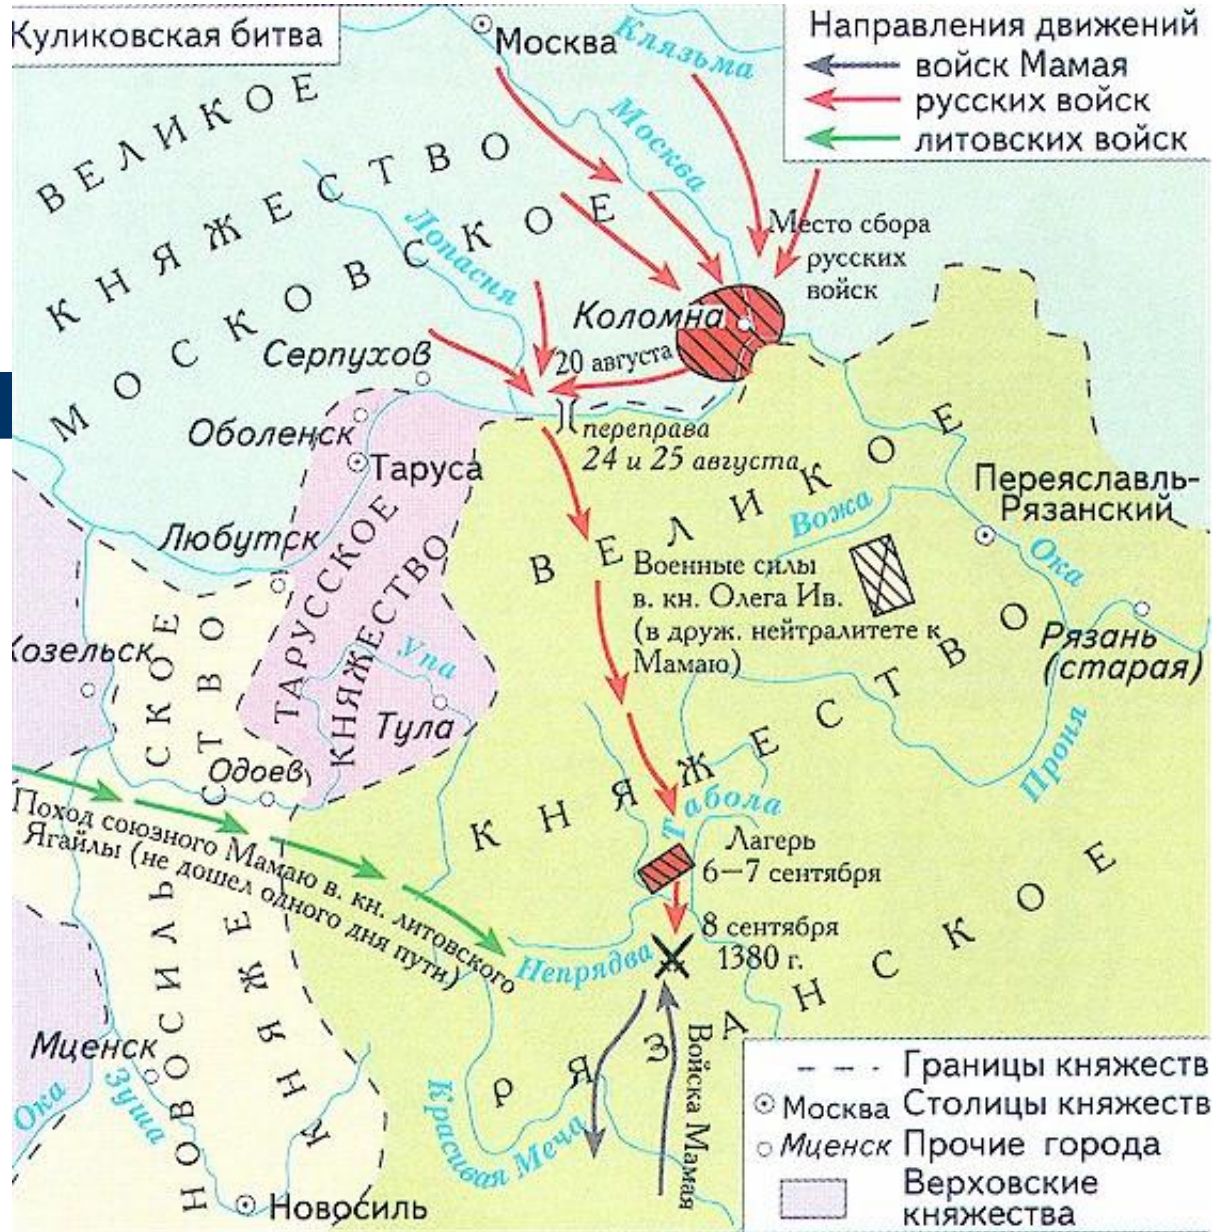 Куликовская битва
Направления движений
войск Мамая
русских войск
литовских войск
Москва
Клязьма
Москва
ВЕЛИКОЕ
КНЯЖЕСТВО
МОСКОВСКОЕ
Лопасня
Место сбора
русских
войск
Коломна
20 августа
Серпухов
Оболенск
Таруса
переправа
24 и 25 августа
Любутск
ТАРУССКОЕ
КНЯЖЕСТВО
Упа
Тула
Козельск
Одоев
ВЕЛИКОЕ
КНЯЖЕСТВО
РЯЗАНСКОЕ
Вожа
Переяславль-
Рязанский
Ока
Военные силы
в. кн. Олега Ив.
(в друж. нейтралитете к
Мамаю)
Рязань
(старая)
Проня
Табола
Лагерь
6–7 сентября
8 сентября
1380 г.
Непрядва
Поход союзного Мамаю в. кн. литовского
Ягайлы (не дошел одного дня пути)
НОВОСИЛЬСКОЕ
КНЯЖЕСТВО
Мценск
Ока
Зуша
Новосиль
Красивая Меча
Войска Мамая
Границы княжеств
Москва Столицы княжеств
Мценск Прочие города
Верховские
княжества